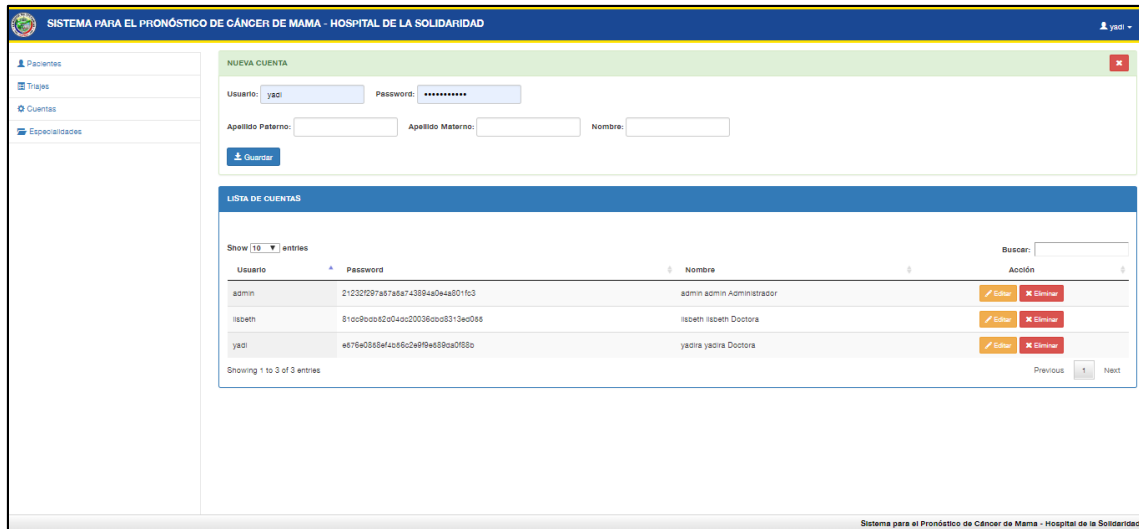 SISTEMA PARA EL PRONÓSTICO DE CÁNCER DE MAMA - HOSPITAL DE LA SOLIDARIDAD
yadi
Pacientes
Triajes
Cuentas
Especialidades
NUEVA CUENTA
Usuario: yadi Password: •••••••••••
Apellido Paterno: Apellido Materno: Nombre:
Guardar
LISTA DE CUENTAS
Show 10 entries Buscar:
Usuario Password Nombre Acción
admin 21232f297a57a5a743894a0e4a801fc3 admin admin Administrador Editar Eliminar
lisbeth lisbeth lisbeth Doctora Editar Eliminar
yadi yadira yadira Doctora Editar Eliminar
Showing 1 to 3 of 3 entries Previous 1 Next
Sistema para el Pronóstico de Cáncer de Mama - Hospital de la Solidaridad